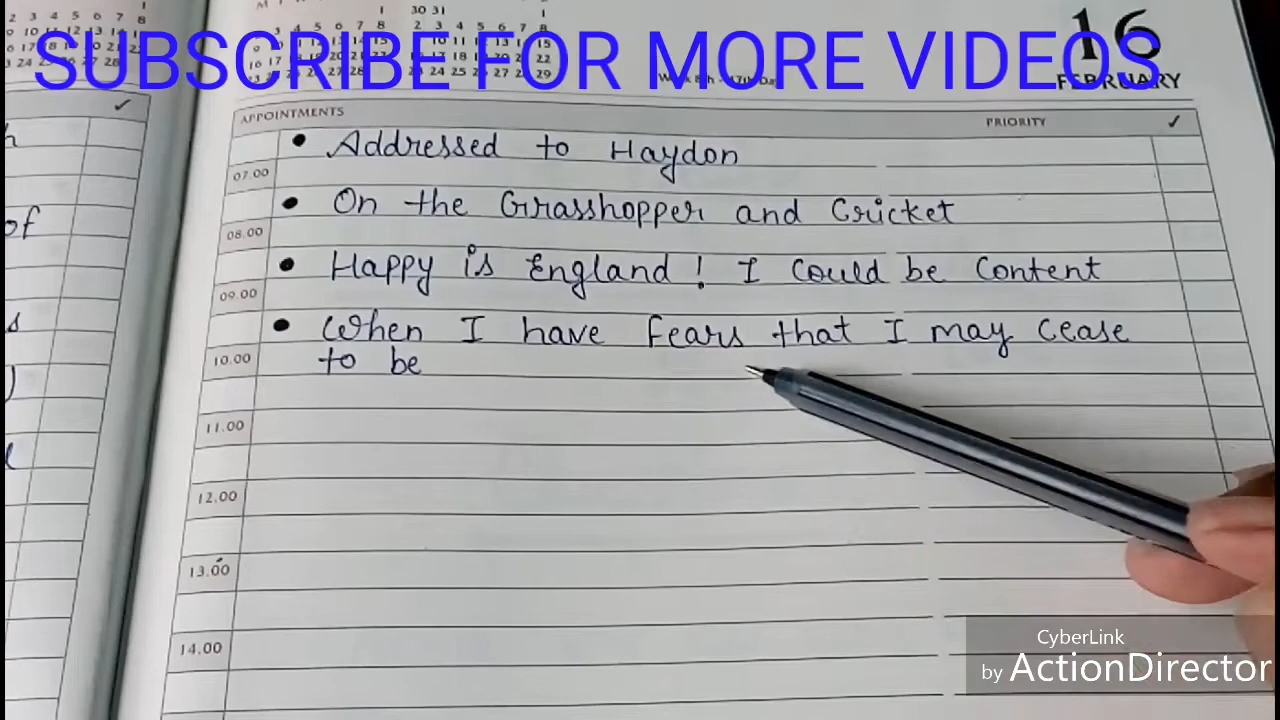 SUBSCRIBE FOR MORE VIDEOS
16
FEBRUARY
APPOINTMENTS
PRIORITY ✓
• Addressed to Haydon
07.00
• On the Grasshopper and Cricket
08.00
• Happy is England! I could be content
09.00
• When I have fears that I may cease
10.00 to be
11.00
12.00
13.00
14.00
of
CyberLink
by ActionDirector